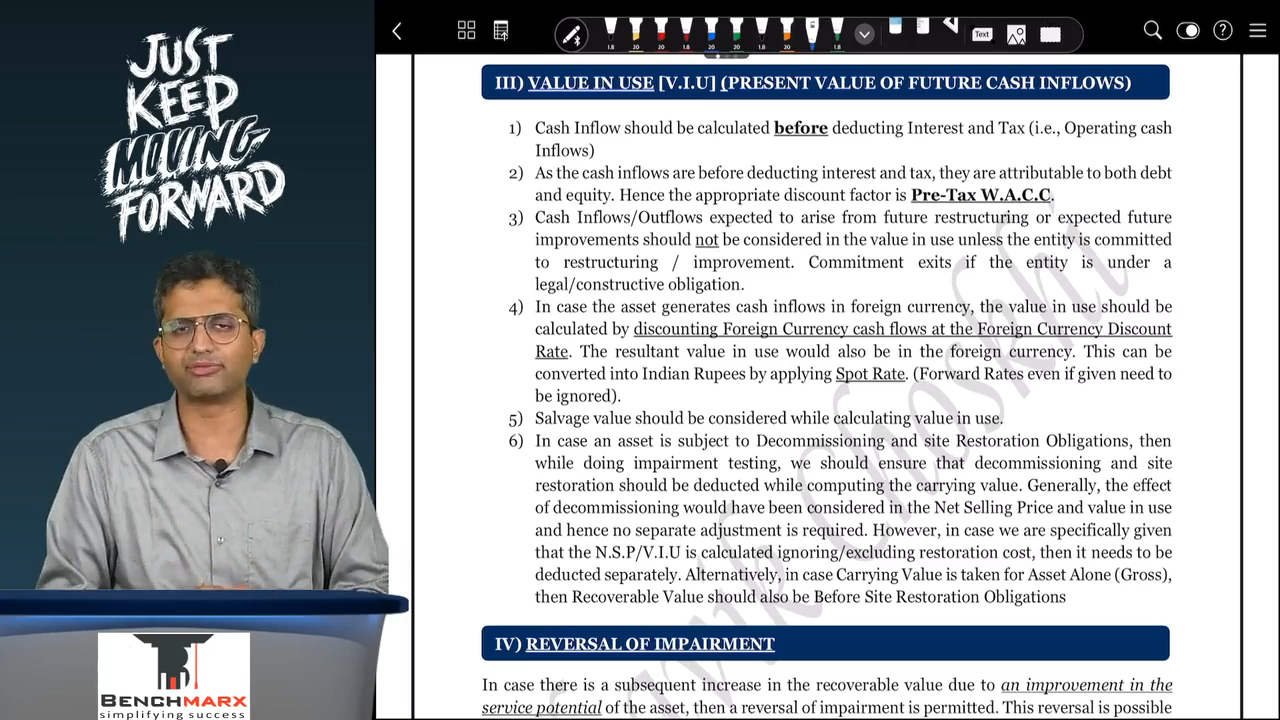 JUST
KEEP
MOVING
FORWARD
BENCHMARX
simplifying success
1.8 20 20 1.8 20 20 1.8 20 1.8 1.8
Text
III) VALUE IN USE [V.I.U] (PRESENT VALUE OF FUTURE CASH INFLOWS)
1) Cash Inflow should be calculated before deducting Interest and Tax (i.e., Operating cash
Inflows)
2) As the cash inflows are before deducting interest and tax, they are attributable to both debt
and equity. Hence the appropriate discount factor is Pre-Tax W.A.C.C.
3) Cash Inflows/Outflows expected to arise from future restructuring or expected future
improvements should not be considered in the value in use unless the entity is committed
to restructuring / improvement. Commitment exits if the entity is under a
legal/constructive obligation.
4) In case the asset generates cash inflows in foreign currency, the value in use should be
calculated by discounting Foreign Currency cash flows at the Foreign Currency Discount
Rate. The resultant value in use would also be in the foreign currency. This can be
converted into Indian Rupees by applying Spot Rate. (Forward Rates even if given need to
be ignored).
5) Salvage value should be considered while calculating value in use.
6) In case an asset is subject to Decommissioning and site Restoration Obligations, then
while doing impairment testing, we should ensure that decommissioning and site
restoration should be deducted while computing the carrying value. Generally, the effect
of decommissioning would have been considered in the Net Selling Price and value in use
and hence no separate adjustment is required. However, in case we are specifically given
that the N.S.P/V.I.U is calculated ignoring/excluding restoration cost, then it needs to be
deducted separately. Alternatively, in case Carrying Value is taken for Asset Alone (Gross),
then Recoverable Value should also be Before Site Restoration Obligations
IV) REVERSAL OF IMPAIRMENT
In case there is a subsequent increase in the recoverable value due to an improvement in the
service potential of the asset, then a reversal of impairment is permitted. This reversal is possible